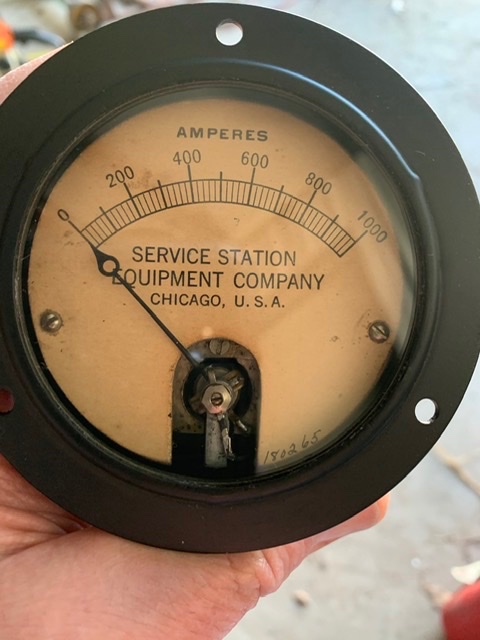 AMPERES
0 200 400 600 800 1000
SERVICE STATION
EQUIPMENT COMPANY
CHICAGO, U.S.A.
180265